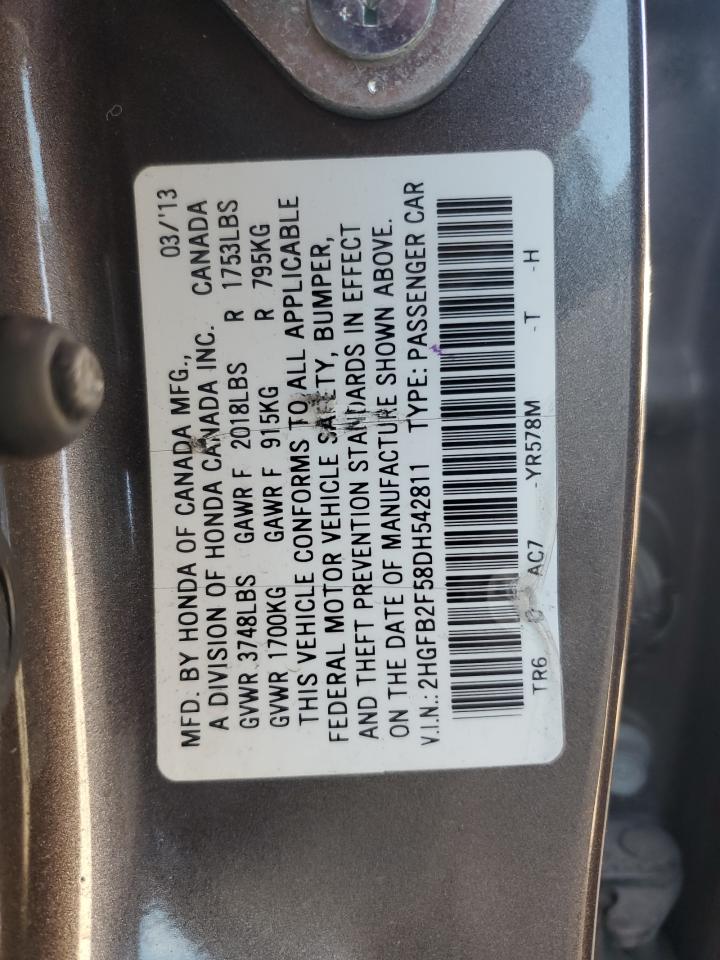 MFD. BY HONDA OF CANADA MFG., 03/'13
A DIVISION OF HONDA CANADA INC. CANADA
GVWR 3748LBS GAWR F 2018LBS R 1753LBS
GVWR 1700KG GAWR F 915KG R 795KG
THIS VEHICLE CONFORMS TO ALL APPLICABLE
FEDERAL MOTOR VEHICLE SAFETY, BUMPER,
AND THEFT PREVENTION STANDARDS IN EFFECT
ON THE DATE OF MANUFACTURE SHOWN ABOVE.
V.I.N.: 2HGFB2F58DH542811 TYPE: PASSENGER CAR
TR6 AC7 -YR578M -T -H